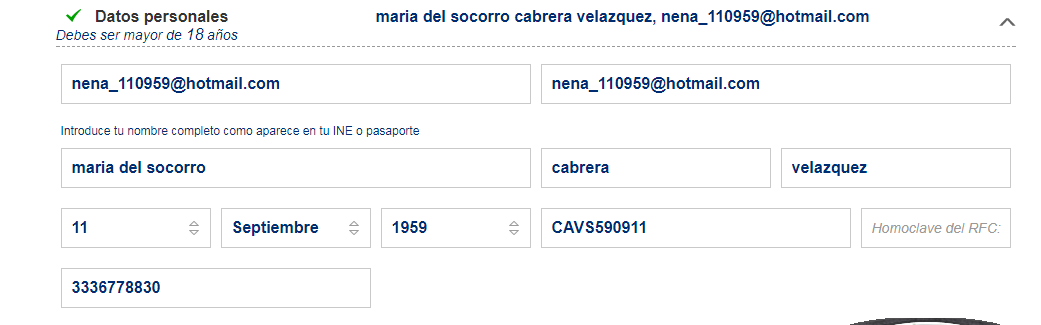 Datos personales maria del socorro cabrera velazquez, nena_110959@hotmail.com
Debes ser mayor de 18 años
nena_110959@hotmail.com nena_110959@hotmail.com
Introduce tu nombre completo como aparece en tu INE o pasaporte
maria del socorro cabrera velazquez
11 Septiembre 1959 CAVS590911 Homoclave del RFC:
3336778830